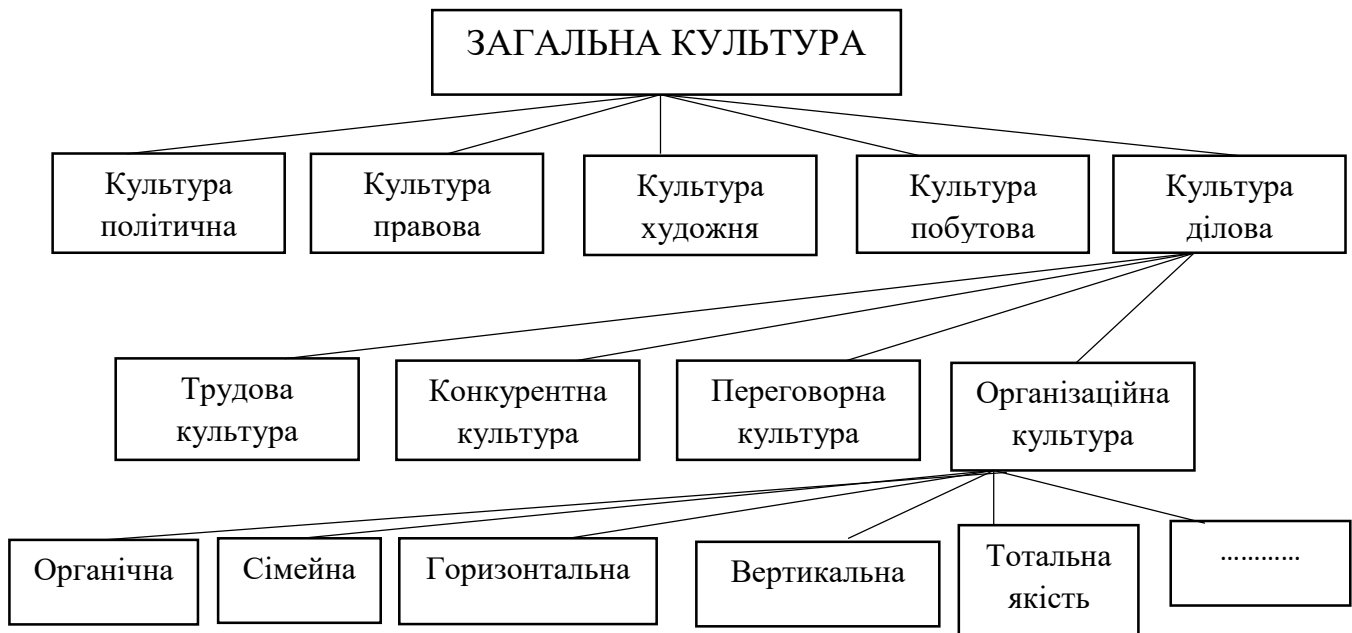 ЗАГАЛЬНА КУЛЬТУРА
Культура
політична
Культура
правова
Культура
художня
Культура
побутова
Культура
ділова
Трудова
культура
Конкурентна
культура
Переговорна
культура
Організаційна
культура
Органічна
Сімейна
Горизонтальна
Вертикальна
Тотальна
якість
............